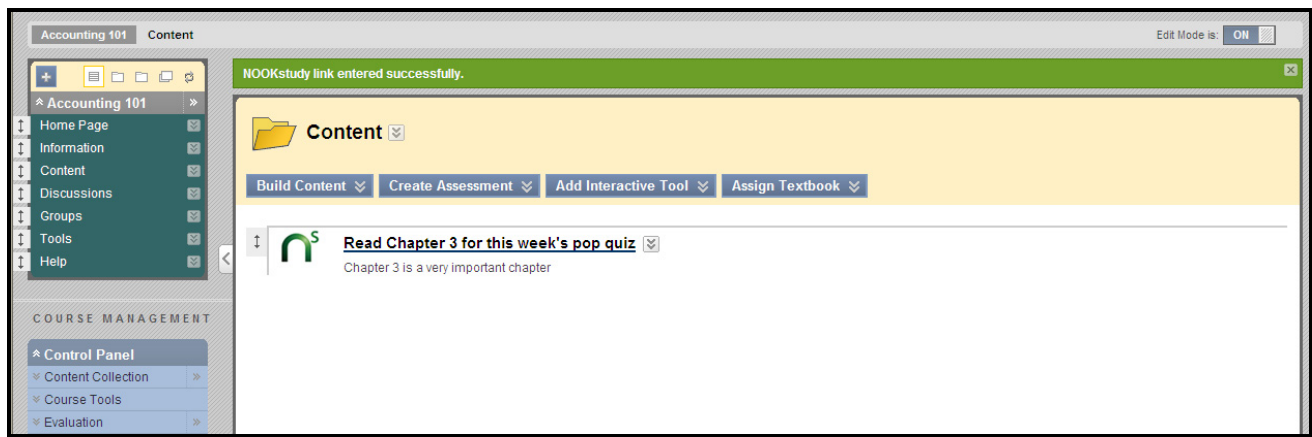 Accounting 101 Content Edit Mode is: ON
NOOKstudy link entered successfully.
Accounting 101
Home Page
Information
Content
Discussions
Groups
Tools
Help
COURSE MANAGEMENT
Control Panel
Content Collection
Course Tools
Evaluation
Content
Build Content Create Assessment Add Interactive Tool Assign Textbook
nS Read Chapter 3 for this week's pop quiz
Chapter 3 is a very important chapter